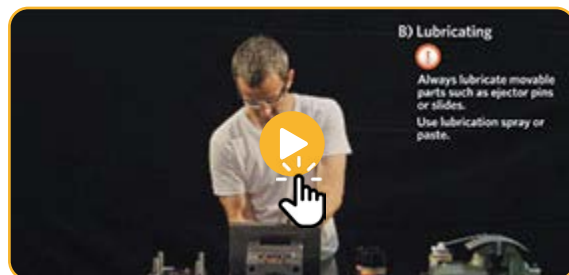 B) Lubricating
Always lubricate movable
parts such as ejector pins
or slides.
Use lubrication spray or
paste.